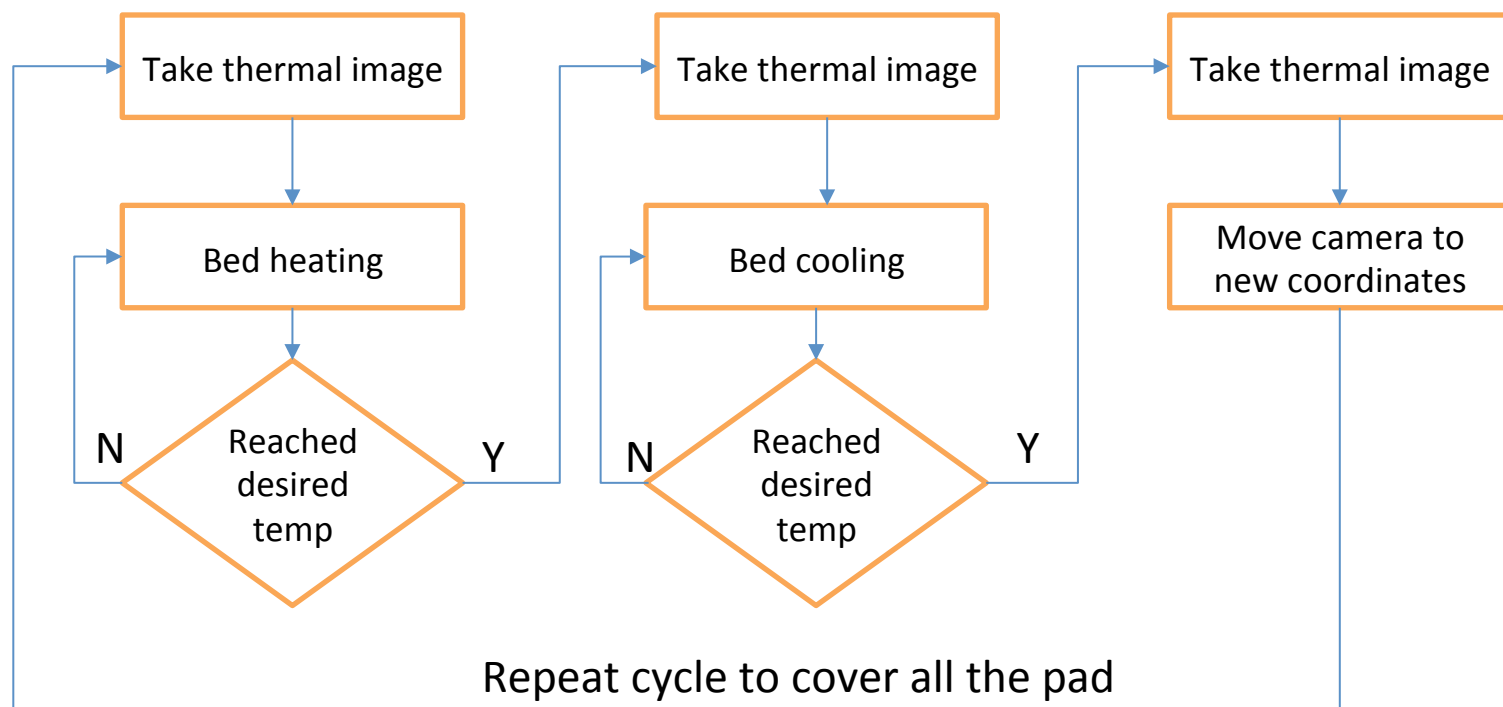 Take thermal image
Take thermal image
Take thermal image
Bed heating
Bed cooling
Move camera to
new coordinates
N
Reached
desired
temp
Y
N
Reached
desired
temp
Y
Repeat cycle to cover all the pad